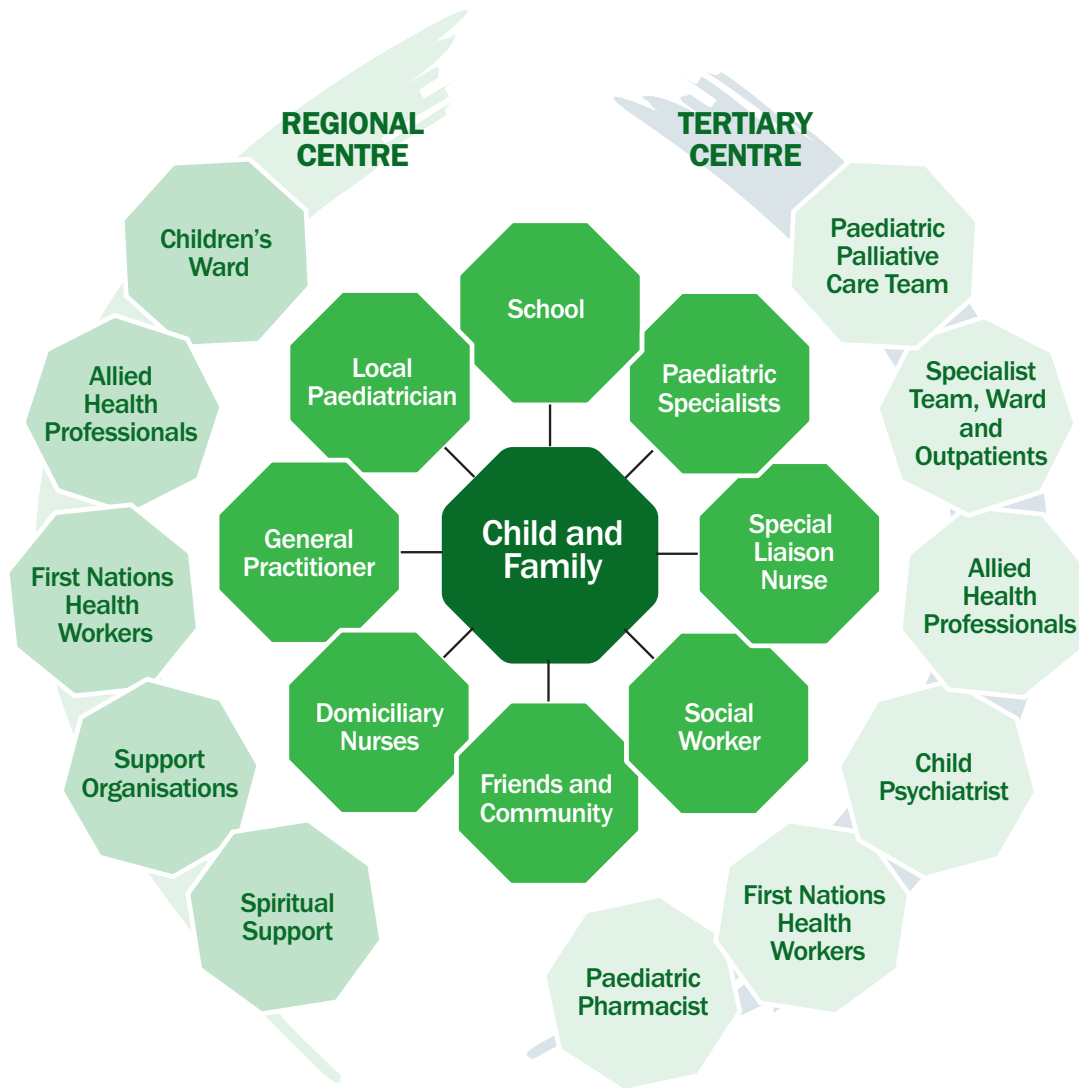 REGIONAL
CENTRE
TERTIARY
CENTRE
Children's
Ward
Allied
Health
Professionals
First Nations
Health
Workers
Support
Organisations
Spiritual
Support
School
Local
Paediatrician
Paediatric
Specialists
General
Practitioner
Child and
Family
Special
Liaison
Nurse
Domiciliary
Nurses
Social
Worker
Friends and
Community
Paediatric
Palliative
Care Team
Specialist
Team, Ward
and
Outpatients
Allied
Health
Professionals
Child
Psychiatrist
First Nations
Health
Workers
Paediatric
Pharmacist